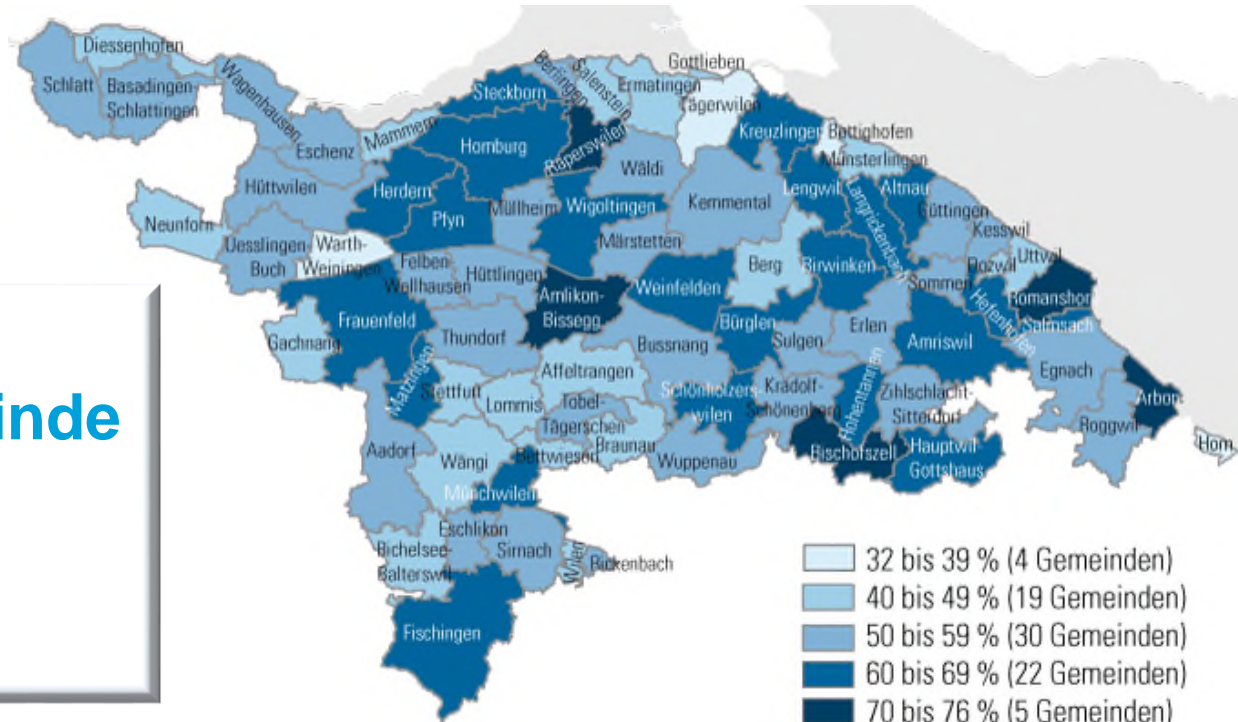 Diessenhofen
Schlatt
Basadingen-
Schlattingen
Wagenhausen
Eschenz
Mammern
Steckborn
Berlingen
Salenstein
Ermatingen
Gottlieben
Tägerwilen
Kreuzlingen
Bottighofen
Münsterlingen
Homburg
Raperswilen
Wäldi
Hüttwilen
Herdern
Pfyn
Müllheim
Wigoltingen
Kemmental
Lengwil
Langrickenbach
Altnau
Güttingen
Kesswil
Neunforn
Uesslingen
Buch
Warth-
Weiningen
Felben
Wellhausen
Hüttlingen
Märstetten
Berg
Birwinken
Sommeri
Dozwil
Uttwil
Romanshorn
Hefenhofen
Salmsach
Amlikon-
Bissegg
Weinfelden
Frauenfeld
Gachnang
Thundorf
Bussnang
Bürglen
Sulgen
Erlen
Amriswil
Egnach
Arbon
inde
Matzingen
Stettfurt
Lommis
Affeltrangen
Tobel-
Tägerschen
Braunau
Schönholzers-
wilen
Kradolf-
Schönenberg
Hohentannen
Zihlschlacht-
Sitterdorf
Roggwil
Horn
Aadorf
Wängi
Bettwiesen
Wuppenau
Bischofszell
Hauptwil-
Gottshaus
Münchwilen
Eschlikon
Sirnach
Wilen
Rickenbach
Bichelsee-
Balterswil
Fischingen
32 bis 39 % (4 Gemeinden)
40 bis 49 % (19 Gemeinden)
50 bis 59 % (30 Gemeinden)
60 bis 69 % (22 Gemeinden)
70 bis 76 % (5 Gemeinden)